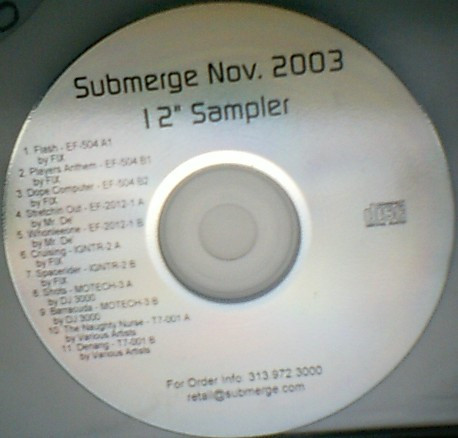 Submerge Nov. 2003
12" Sampler
1. Flash - EF-504 A1
by FIX
2. Players Anthem - EF-504 B1
by FIX
3. Dope Computer - EF-504 B2
by FIX
4. Stretchin Out - EF-2012-1 A
by Mr. De'
5. Whonleeone - EF-2012-1 B
by Mr. De'
6. Cruising - IGNTR-2 A
by FIX
7. Spacerider - IGNTR-2 B
by FIX
8. Shots - MOTECH-3 A
by DJ 3000
9. Barracuda - MOTECH-3 B
by DJ 3000
10. The Naughty Nurse - T7-001 A
by Various Artists
11. Denang - T7-001 B
by Various Artists
For Order Info. 313.972.3000
retail@submerge.com